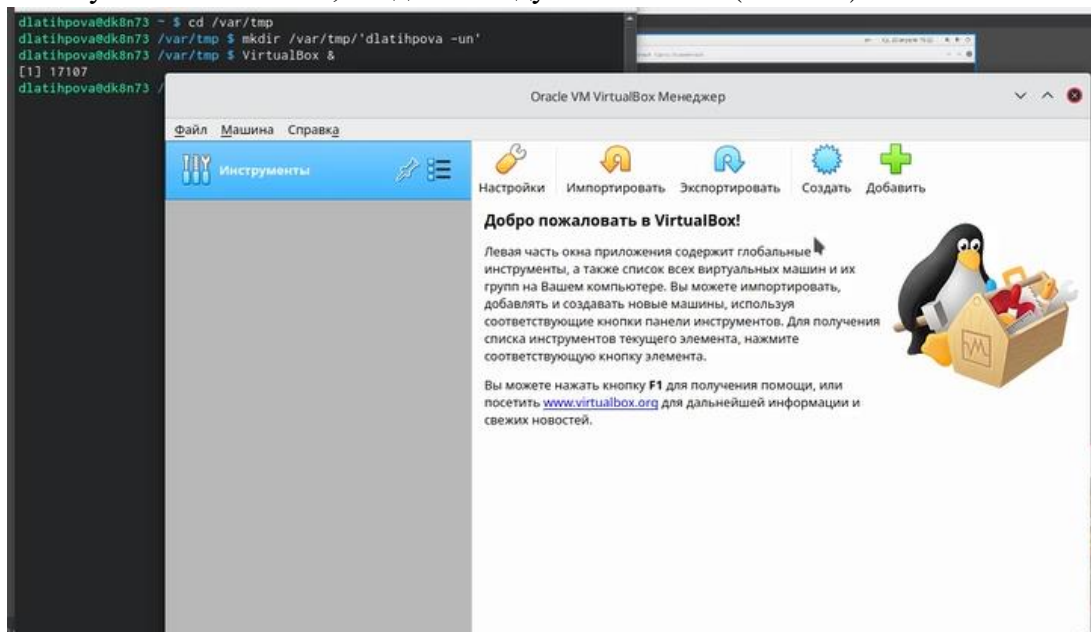 dlatihpova@dk8n73 ~ $ cd /var/tmp
dlatihpova@dk8n73 /var/tmp $ mkdir /var/tmp/'dlatihpova -un'
dlatihpova@dk8n73 /var/tmp $ VirtualBox &
[1] 17107
dlatihpova@dk8n73 /
Oracle VM VirtualBox Менеджер
Файл Машина Справка
Инструменты
Настройки Импортировать Экспортировать Создать Добавить
Добро пожаловать в VirtualBox!
Левая часть окна приложения содержит глобальные
инструменты, а также список всех виртуальных машин и их
групп на Вашем компьютере. Вы можете импортировать,
добавлять и создавать новые машины, используя
соответствующие кнопки панели инструментов. Для получения
списка инструментов текущего элемента, нажмите
соответствующую кнопку элемента.
Вы можете нажать кнопку F1 для получения помощи, или
посетить www.virtualbox.org для дальнейшей информации и
свежих новостей.